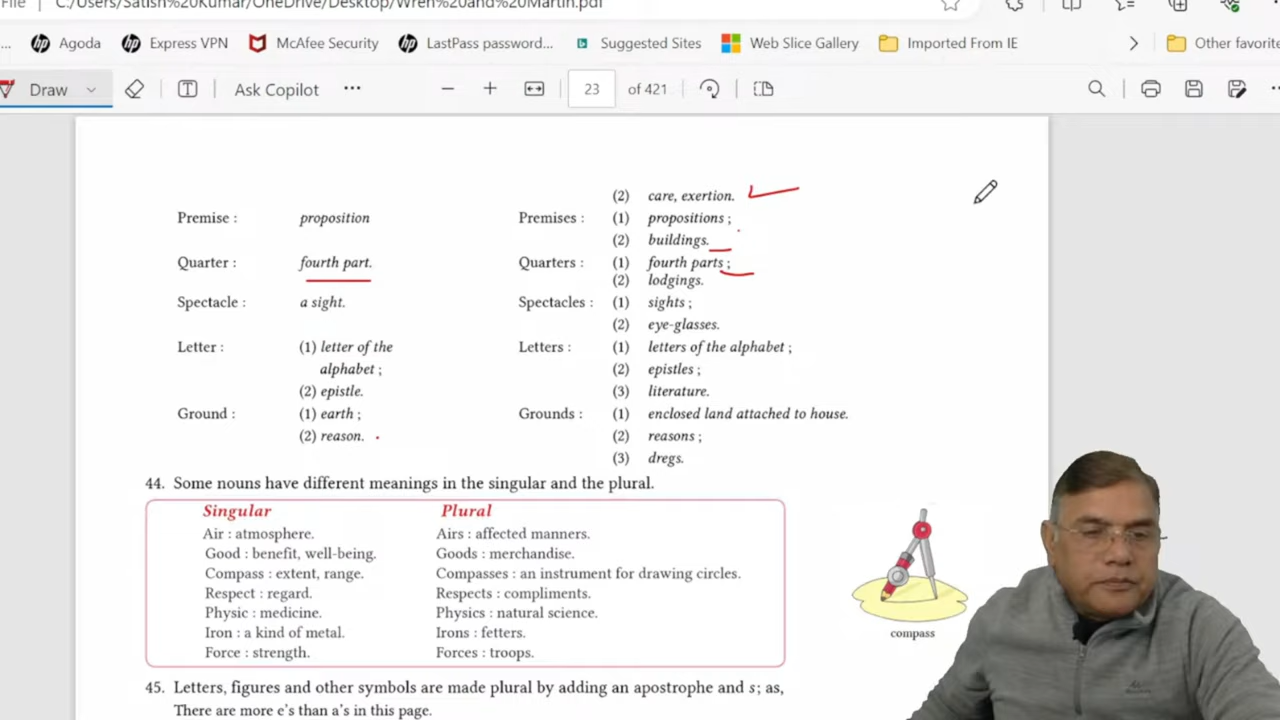 File C:/Users/Satish%20Kumar/OneDrive/Desktop/Wren%20and%20Martin.pdf
... Agoda Express VPN McAfee Security LastPass password... Suggested Sites Web Slice Gallery Imported From IE Other favorite
Draw Ask Copilot ... 23 of 421
(2) care, exertion.
Premise : proposition Premises : (1) propositions ;
(2) buildings.
Quarter : fourth part. Quarters : (1) fourth parts ;
(2) lodgings.
Spectacle : a sight. Spectacles : (1) sights ;
(2) eye-glasses.
Letter : (1) letter of the Letters : (1) letters of the alphabet ;
alphabet ; (2) epistles ;
(2) epistle. (3) literature.
Ground : (1) earth ; Grounds : (1) enclosed land attached to house.
(2) reason. (2) reasons ;
(3) dregs.
44. Some nouns have different meanings in the singular and the plural.
Singular Plural
Air : atmosphere. Airs : affected manners.
Good : benefit, well-being. Goods : merchandise.
Compass : extent, range. Compasses : an instrument for drawing circles.
Respect : regard. Respects : compliments.
Physic : medicine. Physics : natural science.
Iron : a kind of metal. Irons : fetters.
Force : strength. Forces : troops.
compass
45. Letters, figures and other symbols are made plural by adding an apostrophe and s; as,
There are more e's than a's in this page.